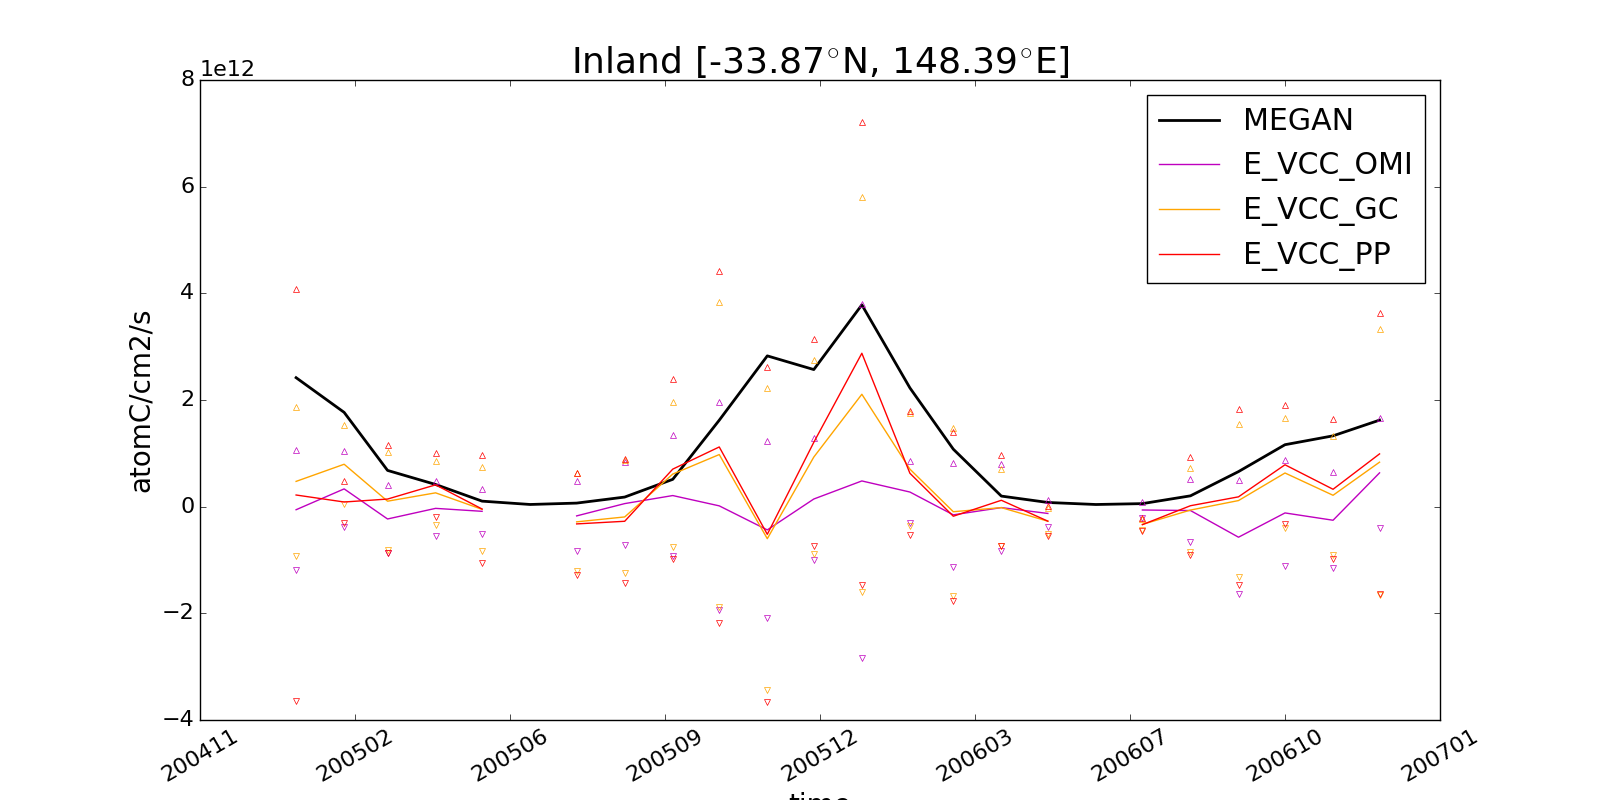 Inland [-33.87°N, 148.39°E]
1e12
8
6
4
2
0
−2
−4
atomC/cm2/s
MEGAN
E_VCC_OMI
E_VCC_GC
E_VCC_PP
200411
200502
200506
200509
200512
200603
200607
200610
200701
time